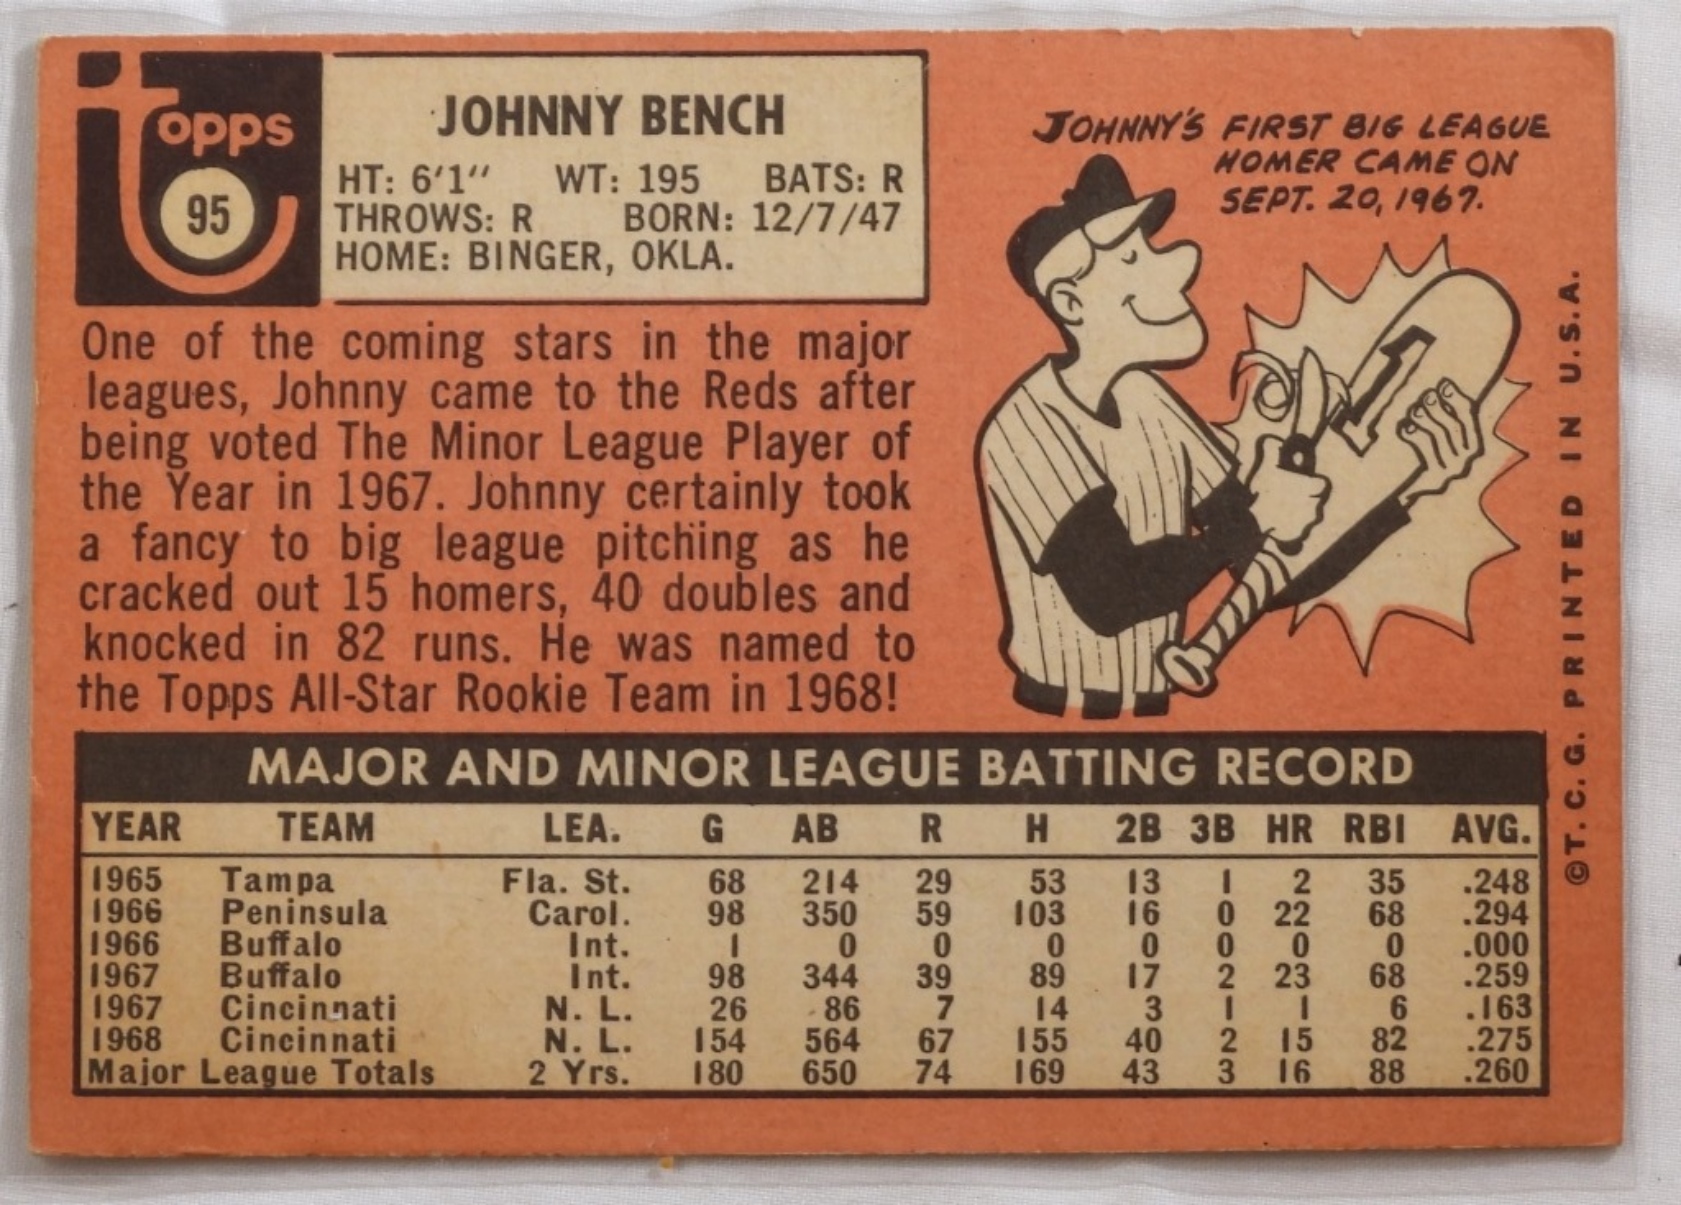 Topps
95
JOHNNY BENCH
HT: 6'1" WT: 195 BATS: R
THROWS: R BORN: 12/7/47
HOME: BINGER, OKLA.
One of the coming stars in the major
leagues, Johnny came to the Reds after
being voted The Minor League Player of
the Year in 1967. Johnny certainly took
a fancy to big league pitching as he
cracked out 15 homers, 40 doubles and
knocked in 82 runs. He was named to
the Topps All-Star Rookie Team in 1968!
JOHNNY'S FIRST BIG LEAGUE
HOMER CAME ON
SEPT. 20, 1967.
1
©T.C.G. PRINTED IN U.S.A.
MAJOR AND MINOR LEAGUE BATTING RECORD
YEAR TEAM LEA. G AB R H 2B 3B HR RBI AVG.
1965 Tampa Fla. St. 68 214 29 53 13 1 2 35 .248
1966 Peninsula Carol. 98 350 59 103 16 0 22 68 .294
1966 Buffalo Int. 1 0 0 0 0 0 0 0 .000
1967 Buffalo Int. 98 344 39 89 17 2 23 68 .259
1967 Cincinnati N. L. 26 86 7 14 3 1 1 6 .163
1968 Cincinnati N. L. 154 564 67 155 40 2 15 82 .275
Major League Totals 2 Yrs. 180 650 74 169 43 3 16 88 .260